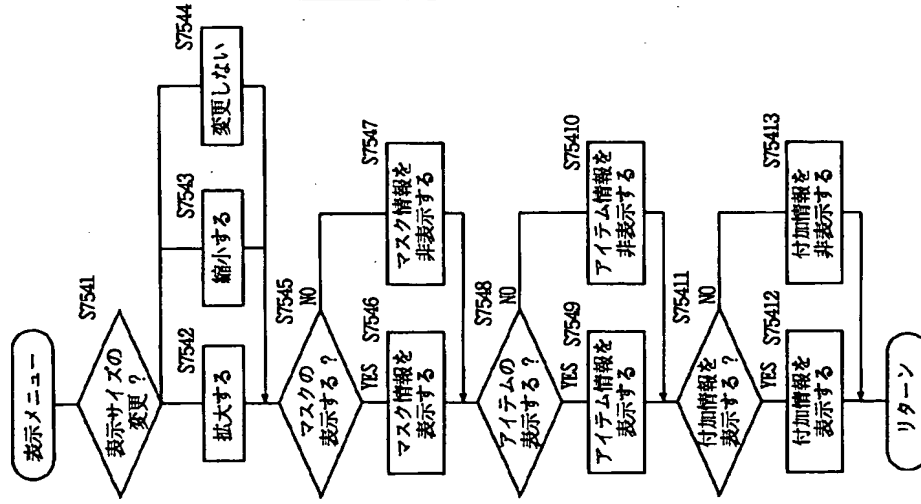 表示メニュー
S7541
表示サイズの
変更？
S7542
拡大する
S7543
縮小する
S7544
変更しない
S7545
マスクの
表示する？
NO
YES
S7546
マスク情報を
表示する
S7547
マスク情報を
非表示する
S7548
アイテムの
表示する？
NO
YES
S7549
アイテム情報を
表示する
S75410
アイテム情報を
非表示する
S75411
付加情報を
表示する？
NO
YES
S75412
付加情報を
表示する
S75413
付加情報を
非表示する
リターン